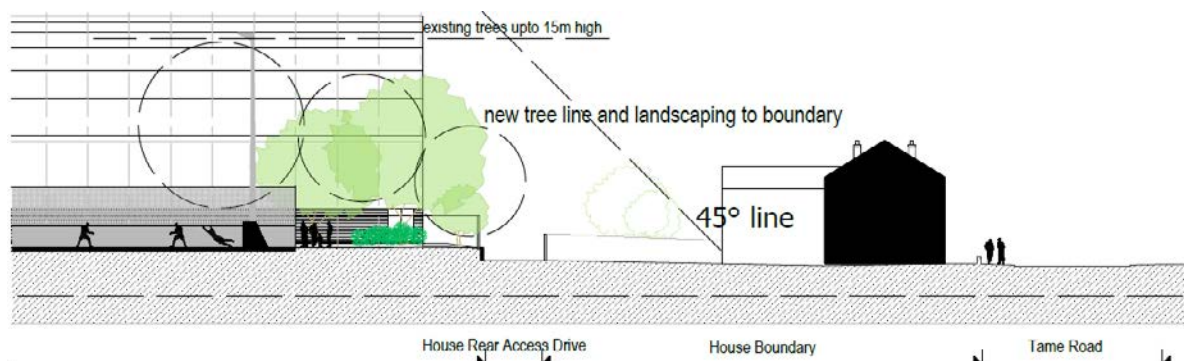 existing trees upto 15m high
new tree line and landscaping to boundary
45° line
House Rear Access Drive
House Boundary
Tame Road